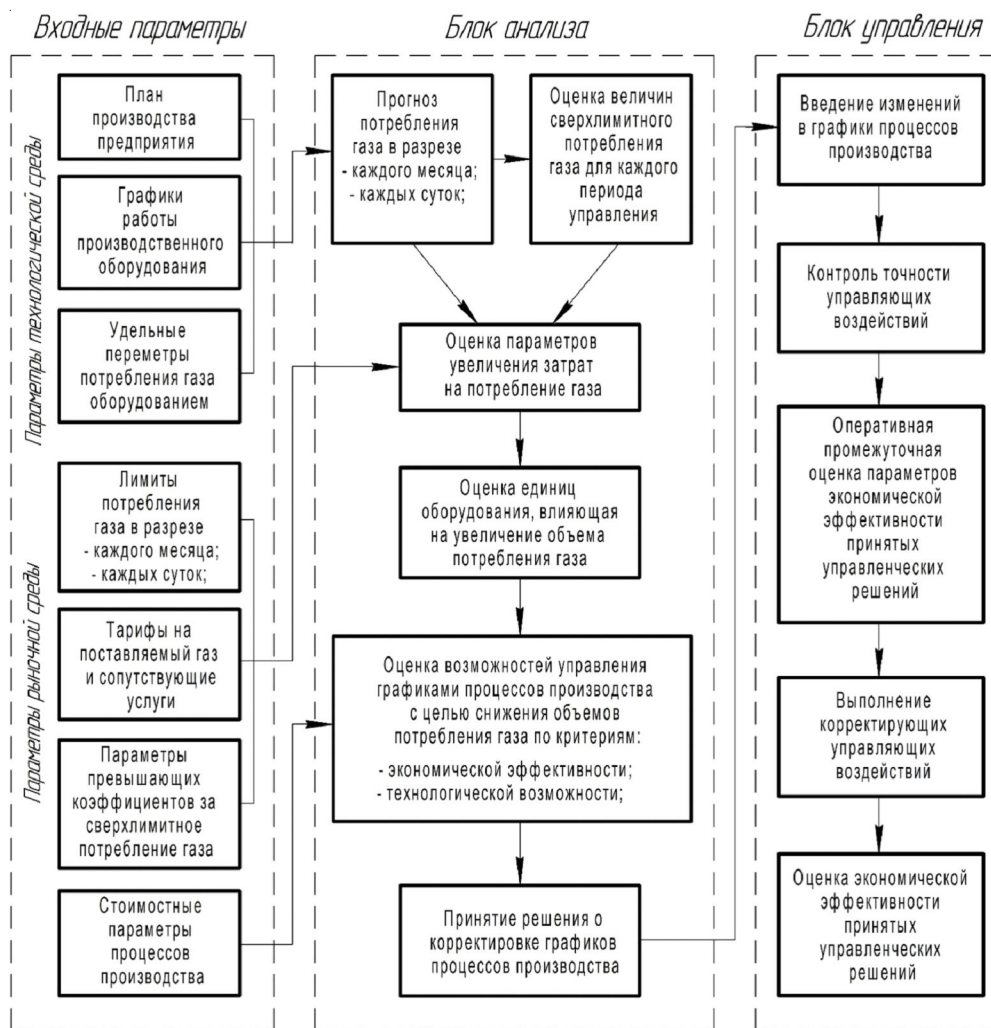 Входные параметры
Параметры технологической среды
Параметры рыночной среды
План
производства
предприятия
Графики
работы
производственного
оборудования
Удельные
переметры
потребления газа
оборудованием
Лимиты
потребления
газа в разрезе
- каждого месяца;
- каждых суток;
Тарифы на
поставляемый газ
и сопутствующие
услуги
Параметры
превышающих
коэффициентов за
сверхлимитное
потребление газа
Стоимостные
параметры
процессов
производства
Блок анализа
Прогноз
потребления
газа в разрезе
- каждого месяца;
- каждых суток;
Оценка величин
сверхлимитного
потребления
газа для каждого
периода
управления
Оценка параметров
увеличения затрат
на потребление газа
Оценка единиц
оборудования, влияющая
на увеличение объема
потребления газа
Оценка возможностей управления
графиками процессов производства
с целью снижения объемов
потребления газа по критериям:
- экономической эффективности;
- технологической возможности;
Принятие решения о
корректировке графиков
процессов производства
Блок управления
Введение изменений
в графики процессов
производства
Контроль точности
управляющих
воздействий
Оперативная
промежуточная
оценка параметров
экономической
эффективности
принятых
управленческих
решений
Выполнение
корректирующих
управляющих
воздействий
Оценка экономической
эффективности
принятых
управленческих
решений